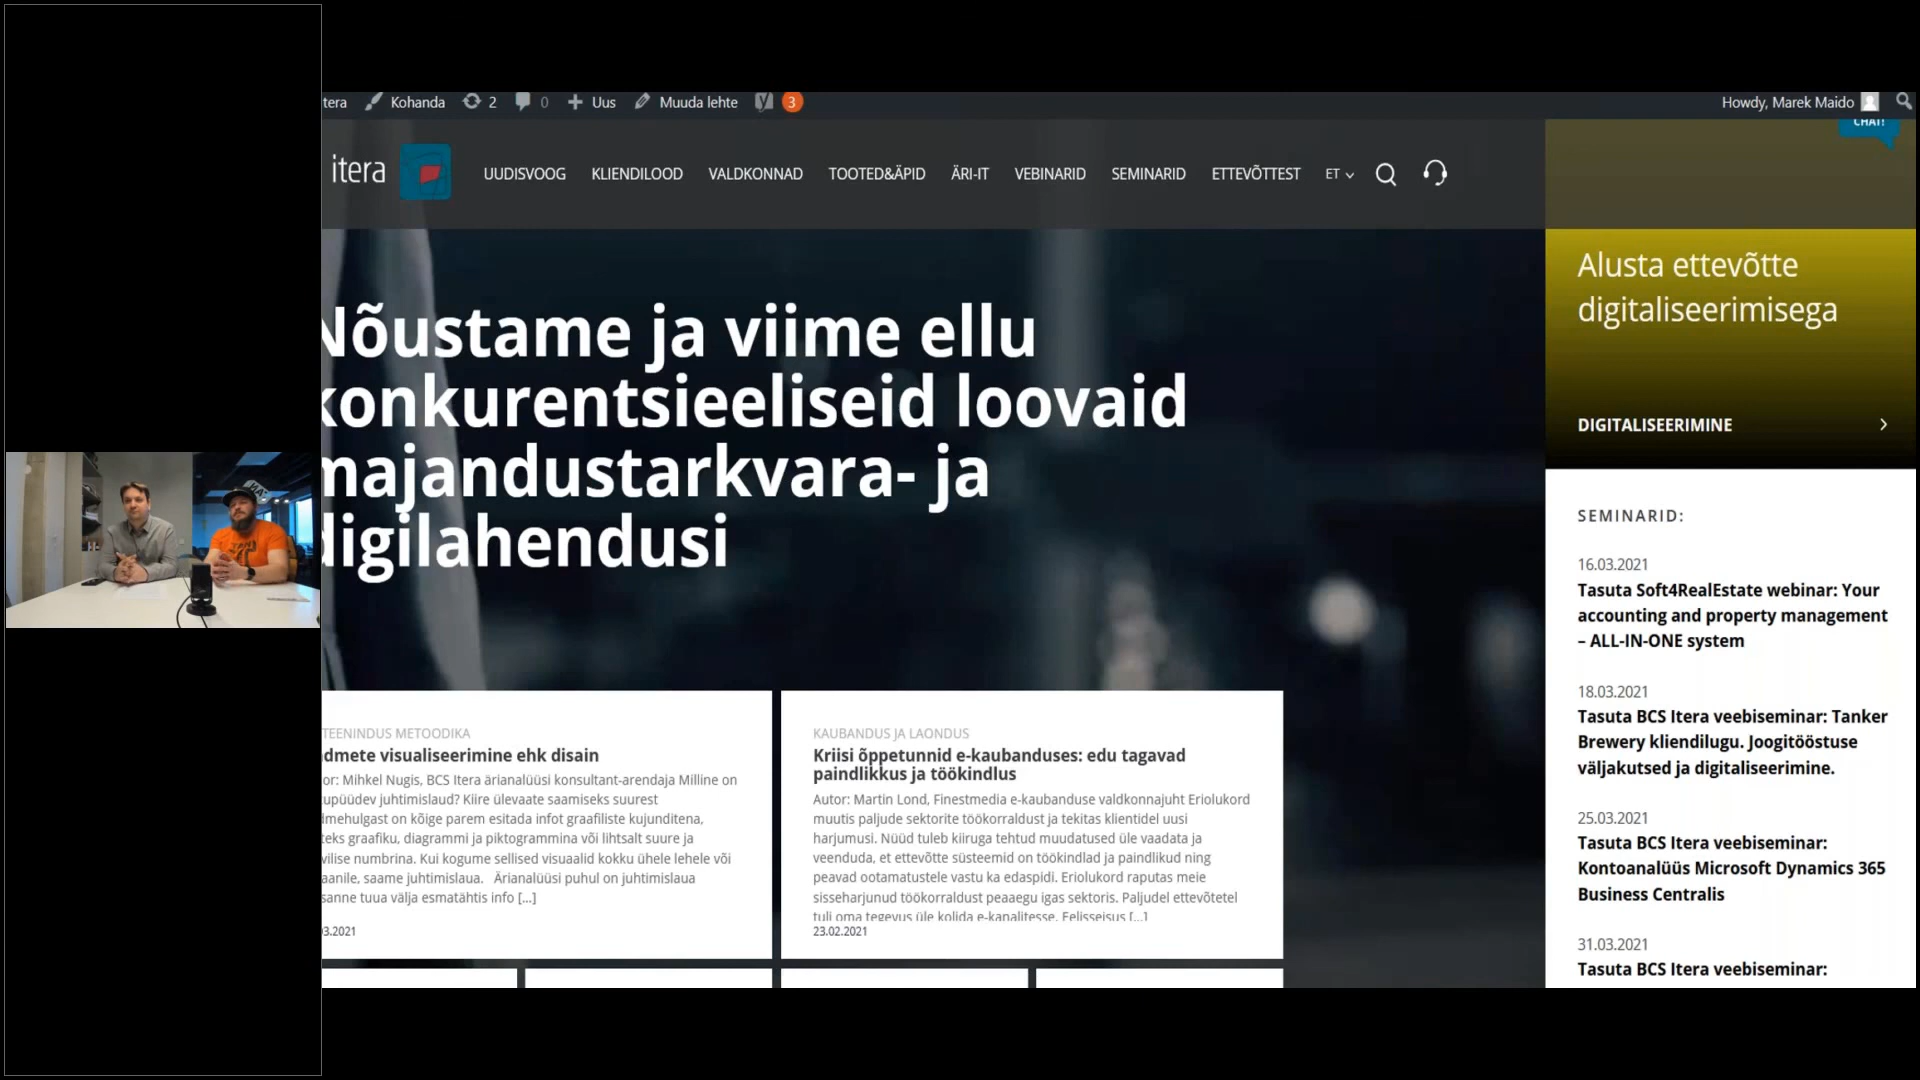 tera Kohanda 2 0 Uus Muuda lehte 3 Howdy, Marek Maido
CHAT!
itera UUDISVOOG KLIENDILOOD VALDKONNAD TOOTED&ÄPID ÄRI-IT VEBINARID SEMINARID ETTEVÕTTEST ET
Nõustame ja viime ellu
konkurentsieeliseid loovaid
majandustarkvara- ja
digilahendusi
TEENINDUS METOODIKA
dmete visualiseerimine ehk disain
or: Mihkel Nugis, BCS Itera ärianalüüsi konsultant-arendaja Milline on
upüüdev juhtimislaud? Kiire ülevaate saamiseks suurest
dmehulgast on kõige parem esitada infot graafiliste kujunditena,
teks graafiku, diagrammi ja piktogrammina või lihtsalt suure ja
vilise numbrina. Kui kogume sellised visuaalid kokku ühele lehele või
aanile, saame juhtimislaua. Ärianalüüsi puhul on juhtimislaua
sanne tuua välja esmatähtis info [...]
03.2021
KAUBANDUS JA LAONDUS
Kriisi õppetunnid e-kaubanduses: edu tagavad
paindlikkus ja töökindlus
Autor: Martin Lond, Finestmedia e-kaubanduse valdkonnajuht Eriolukord
muutis paljude sektorite töökorraldust ja tekitas klientidel uusi
harjumusi. Nüüd tuleb kiiruga tehtud muudatused üle vaadata ja
veenduda, et ettevõtte süsteemid on töökindlad ja paindlikud ning
peavad ootamatustele vastu ka edaspidi. Eriolukord raputas meie
sisseharjunud töökorraldust peaaegu igas sektoris. Paljudel ettevõtetel
tuli oma tegevus üle kolida e-kanalitesse. Eelisseisus [...]
23.02.2021
Alusta ettevõtte
digitaliseerimisega
DIGITALISEERIMINE
SEMINARID:
16.03.2021
Tasuta Soft4RealEstate webinar: Your
accounting and property management
– ALL-IN-ONE system
18.03.2021
Tasuta BCS Itera veebiseminar: Tanker
Brewery kliendilugu. Joogitööstuse
väljakutsed ja digitaliseerimine.
25.03.2021
Tasuta BCS Itera veebiseminar:
Kontoanalüüs Microsoft Dynamics 365
Business Centralis
31.03.2021
Tasuta BCS Itera veebiseminar: